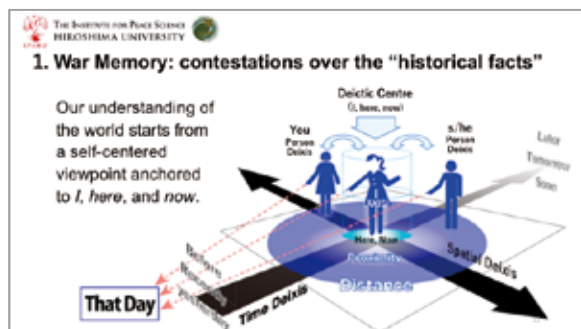 THE INSTITUTE FOR PEACE SCIENCE
HIROSHIMA UNIVERSITY
1. War Memory: contestations over the “historical facts”
Our understanding of
the world starts from
a self-centered
viewpoint anchored
to I, here, and now.
Deictic Centre
(I, here, now)
You
Person
Deixis
s/he
Person
Deixis
Later
Tomorrow
Soon
Here, Now
Proximity
Distance
Spatial Deixis
Time Deixis
Before
yesterday
That Day